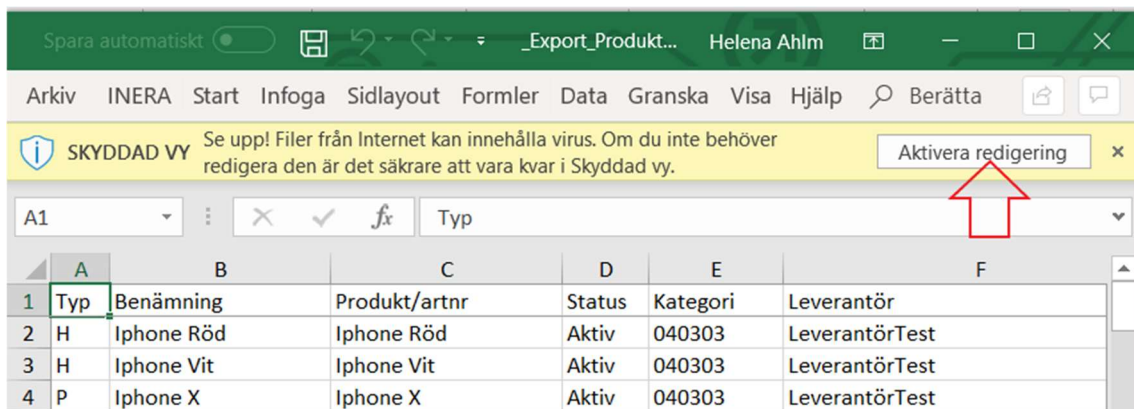 Spara automatiskt _Export_Produkt... Helena Ahlm
Arkiv INERA Start Infoga Sidlayout Formler Data Granska Visa Hjälp Berätta
SKYDDAD VY Se upp! Filer från Internet kan innehålla virus. Om du inte behöver
redigera den är det säkrare att vara kvar i Skyddad vy. Aktivera redigering
A1 fx Typ
A B C D E F
1 Typ Benämning Produkt/artnr Status Kategori Leverantör
2 H Iphone Röd Iphone Röd Aktiv 040303 LeverantörTest
3 H Iphone Vit Iphone Vit Aktiv 040303 LeverantörTest
4 P Iphone X Iphone X Aktiv 040303 LeverantörTest